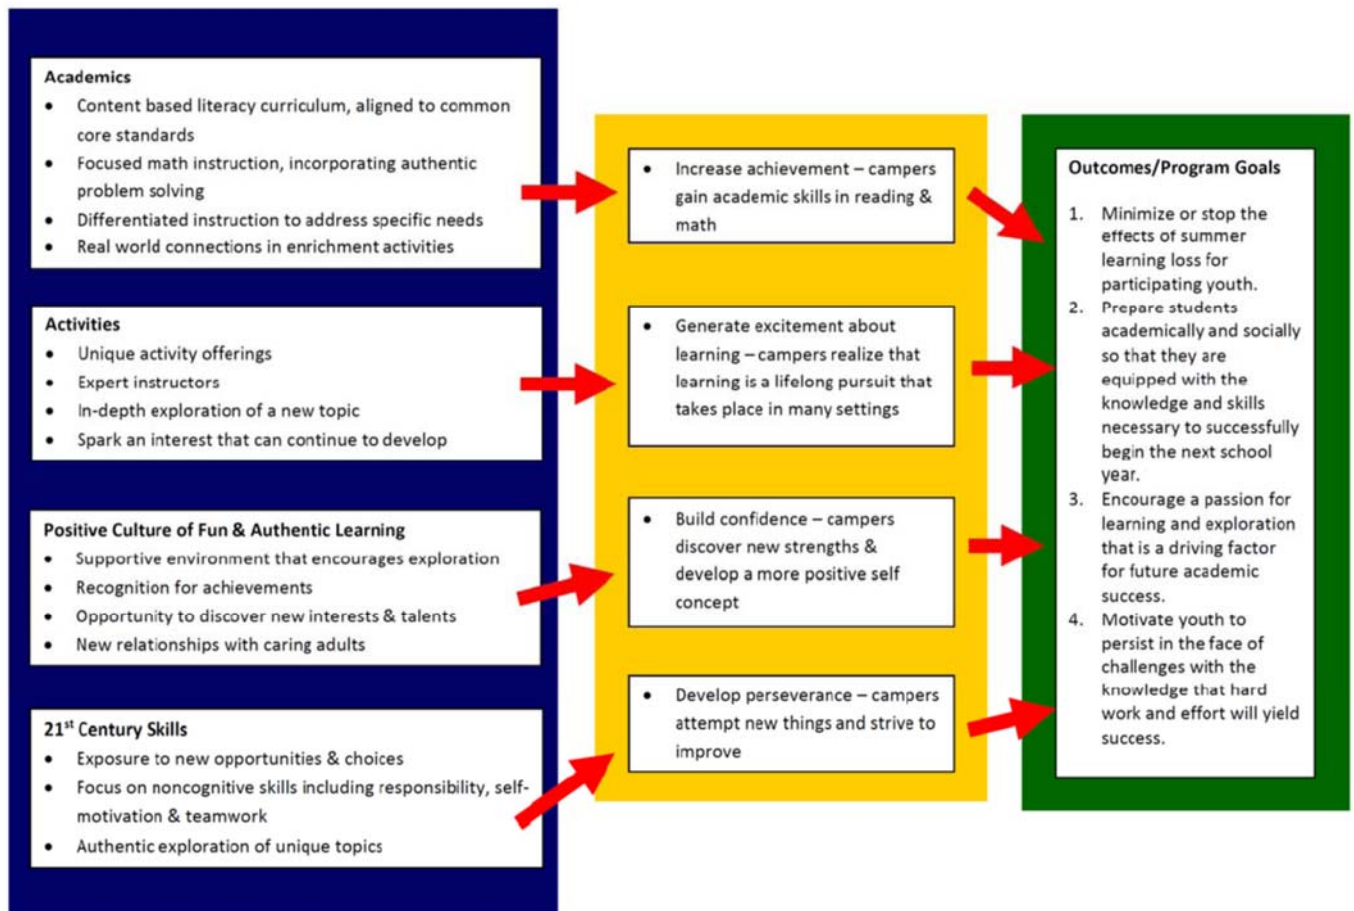 Academics
• Content based literacy curriculum, aligned to common
core standards
• Focused math instruction, incorporating authentic
problem solving
• Differentiated instruction to address specific needs
• Real world connections in enrichment activities
Activities
• Unique activity offerings
• Expert instructors
• In-depth exploration of a new topic
• Spark an interest that can continue to develop
Positive Culture of Fun & Authentic Learning
• Supportive environment that encourages exploration
• Recognition for achievements
• Opportunity to discover new interests & talents
• New relationships with caring adults
21st Century Skills
• Exposure to new opportunities & choices
• Focus on noncognitive skills including responsibility, self-
motivation & teamwork
• Authentic exploration of unique topics
• Increase achievement – campers
gain academic skills in reading &
math
• Generate excitement about
learning – campers realize that
learning is a lifelong pursuit that
takes place in many settings
• Build confidence – campers
discover new strengths &
develop a more positive self
concept
• Develop perseverance – campers
attempt new things and strive to
improve
Outcomes/Program Goals
1. Minimize or stop the
effects of summer
learning loss for
participating youth.
2. Prepare students
academically and socially
so that they are
equipped with the
knowledge and skills
necessary to successfully
begin the next school
year.
3. Encourage a passion for
learning and exploration
that is a driving factor
for future academic
success.
4. Motivate youth to
persist in the face of
challenges with the
knowledge that hard
work and effort will yield
success.